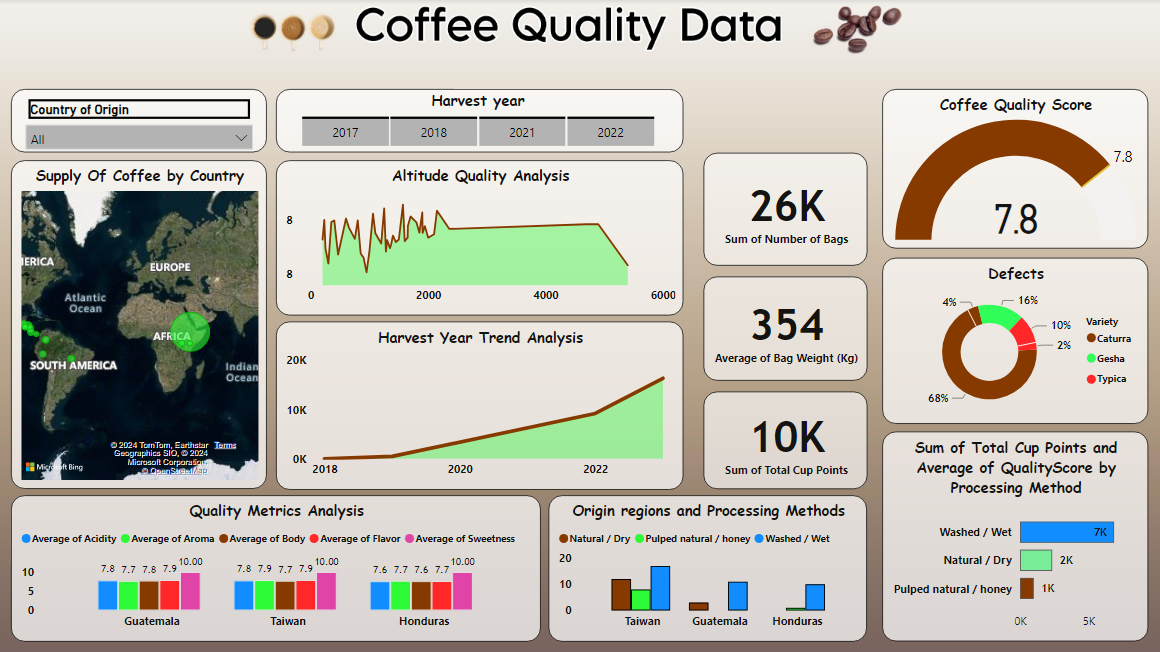 Coffee Quality Data
Country of Origin
All
Harvest year
2017 2018 2021 2022
Supply Of Coffee by Country
ERICA
EUROPE
Atlantic
Ocean
AFRICA
SOUTH AMERICA
Indian
Ocean
© 2024 TomTom, Earthstar Terms
Geographics SIO, © 2024
Microsoft Corporation,
© OpenStreetMap
Microsoft Bing
Altitude Quality Analysis
8
8
0 2000 4000 6000
Harvest Year Trend Analysis
20K
10K
0K
2018 2020 2022
26K
Sum of Number of Bags
354
Average of Bag Weight (Kg)
10K
Sum of Total Cup Points
Coffee Quality Score
7.8
7.8
Defects
4% 16%
10%
2%
68%
Variety
Caturra
Gesha
Typica
Quality Metrics Analysis
Average of Acidity Average of Aroma Average of Body Average of Flavor Average of Sweetness
10
5
0
7.8 7.7 7.8 7.9 10.00
7.8 7.9 7.7 7.9 10.00
7.6 7.7 7.6 7.7 10.00
Guatemala Taiwan Honduras
Origin regions and Processing Methods
Natural / Dry Pulped natural / honey Washed / Wet
20
10
0
Taiwan Guatemala Honduras
Sum of Total Cup Points and
Average of QualityScore by
Processing Method
Washed / Wet 7K
Natural / Dry 2K
Pulped natural / honey 1K
0K 5K